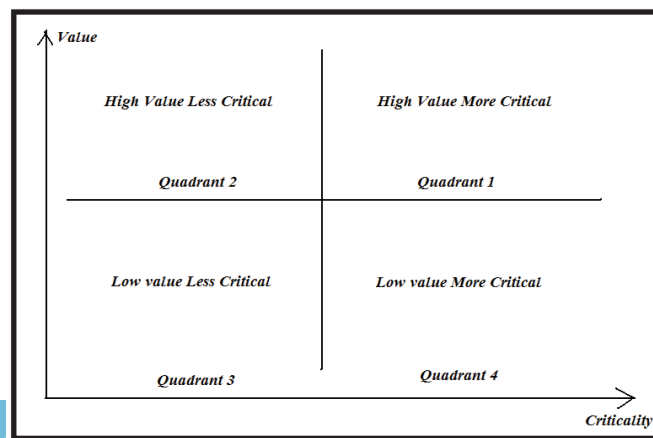 Value
High Value Less Critical
High Value More Critical
Quadrant 2
Quadrant 1
Low value Less Critical
Low value More Critical
Quadrant 3
Quadrant 4
Criticality